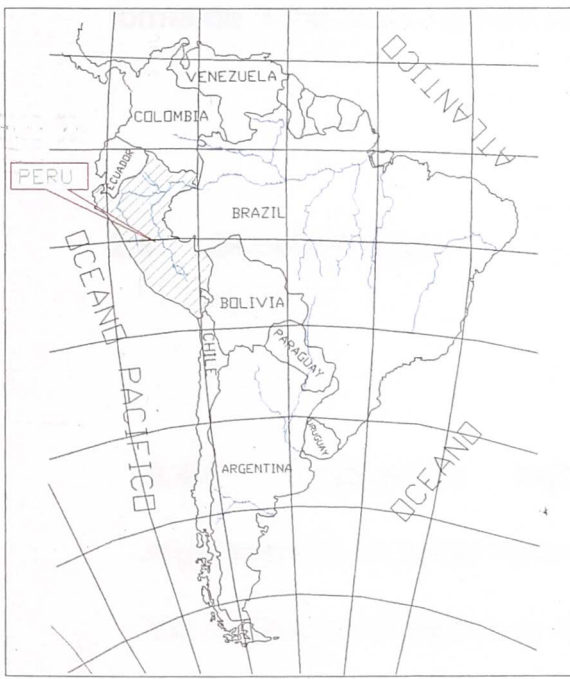 VENEZUELA
COLOMBIA
ECUADOR
PERU
BRAZIL
BOLIVIA
PARAGUAY
CHILE
URUGUAY
ARGENTINA
OCEANO PACIFICO
OCEANO
ATLANTICO